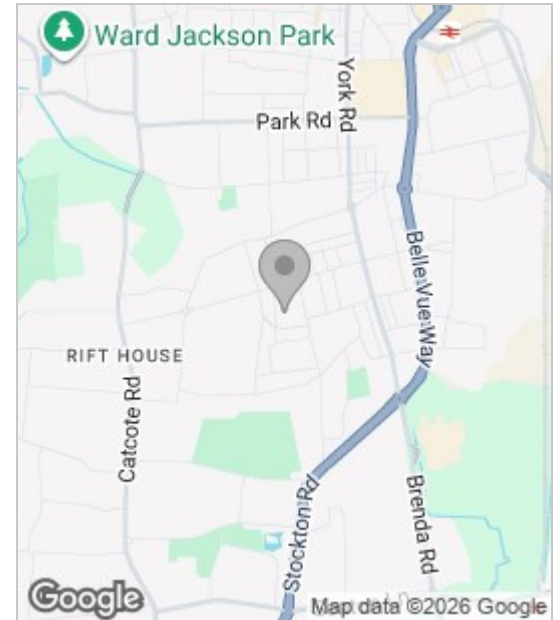 Ward Jackson Park
York Rd
Park Rd
Belle Vue Way
RIFT HOUSE
Catcote Rd
Stockton Rd
Brenda Rd
Google
Map data ©2026 Google